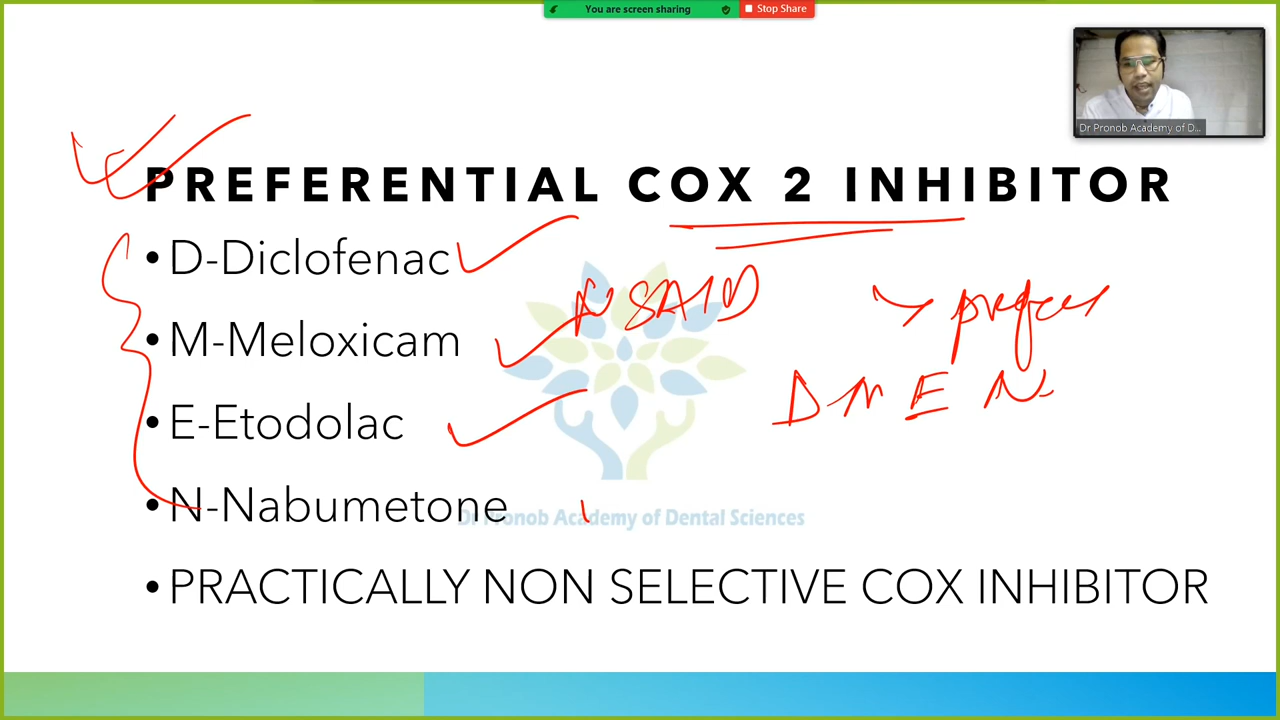 You are screen sharing Stop Share
Dr Pronob Academy of D...
PREFERENTIAL COX 2 INHIBITOR
•D-Diclofenac
NSAID
•M-Meloxicam
D M E N
•E-Etodolac
•N-Nabumetone
Dr Pronob Academy of Dental Sciences
•PRACTICALLY NON SELECTIVE COX INHIBITOR